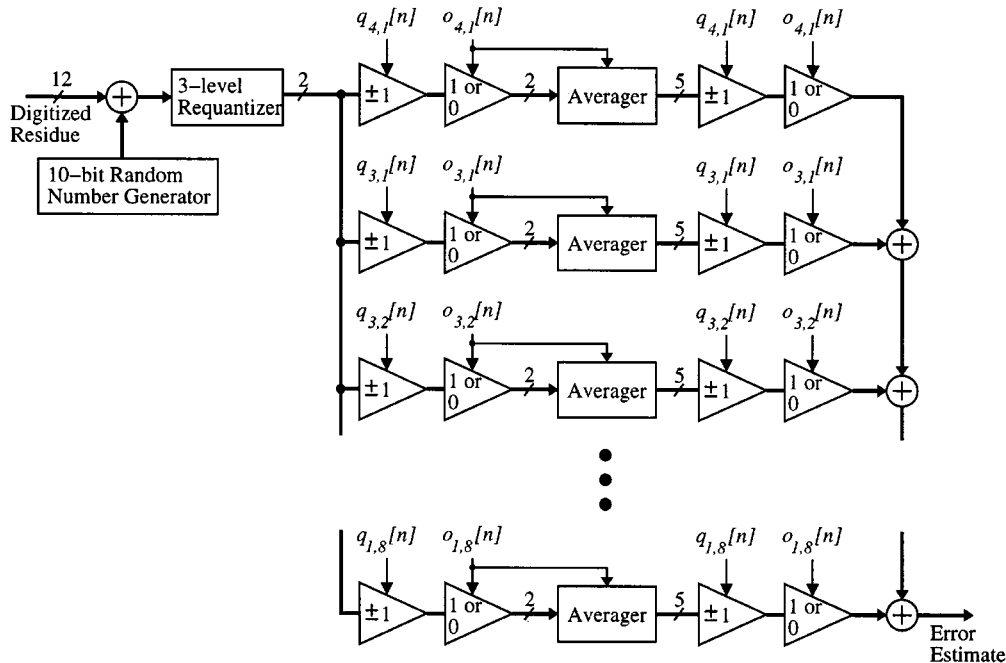 q4,1[n] o4,1[n] q4,1[n] o4,1[n]
12
Digitized
Residue
+
3-level
Requantizer
2
± 1
1 or
0
2
Averager
5
± 1
1 or
0
10-bit Random
Number Generator
q3,1[n] o3,1[n] q3,1[n] o3,1[n]
± 1
1 or
0
2
Averager
5
± 1
1 or
0
+
q3,2[n] o3,2[n] q3,2[n] o3,2[n]
± 1
1 or
0
2
Averager
5
± 1
1 or
0
+
q1,8[n] o1,8[n] q1,8[n] o1,8[n]
± 1
1 or
0
2
Averager
5
± 1
1 or
0
+
Error
Estimate